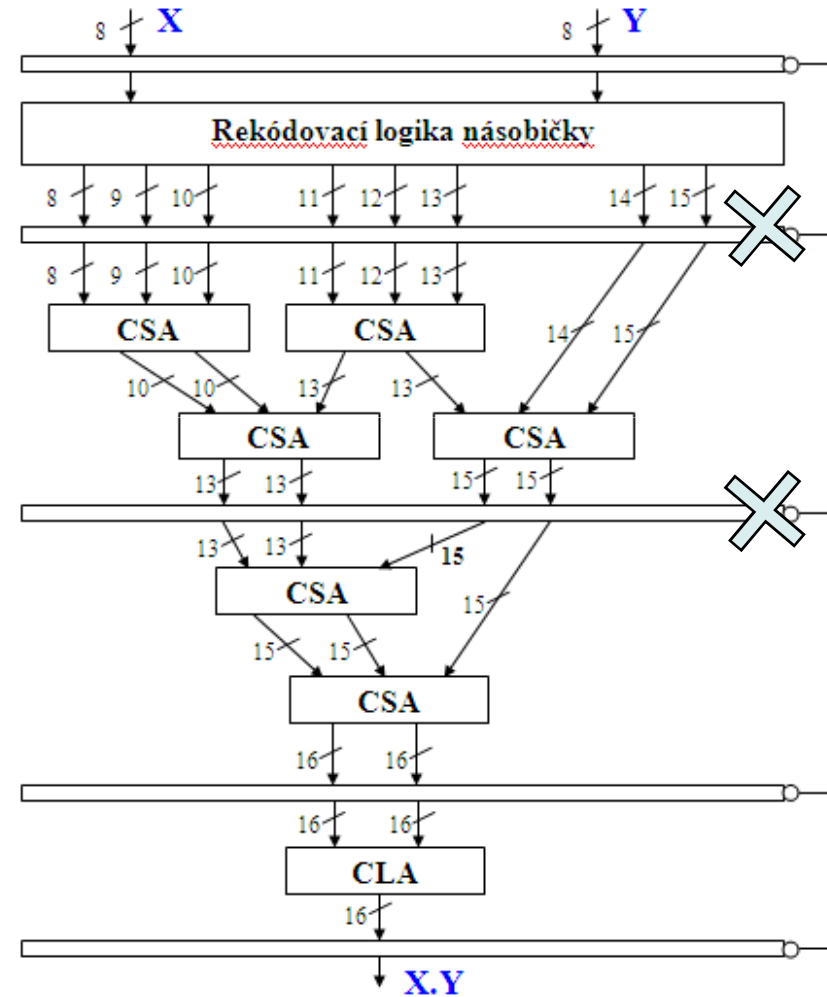 8 X 8 Y
Rekódovací logika násobičky
8 9 10 11 12 13 14 15
8 9 10 11 12 13
CSA CSA
14 15
10 10 13 13
CSA CSA
13 13 15 15
13 13 15
CSA
15
15 15
CSA
16 16
16 16
CLA
16
X.Y